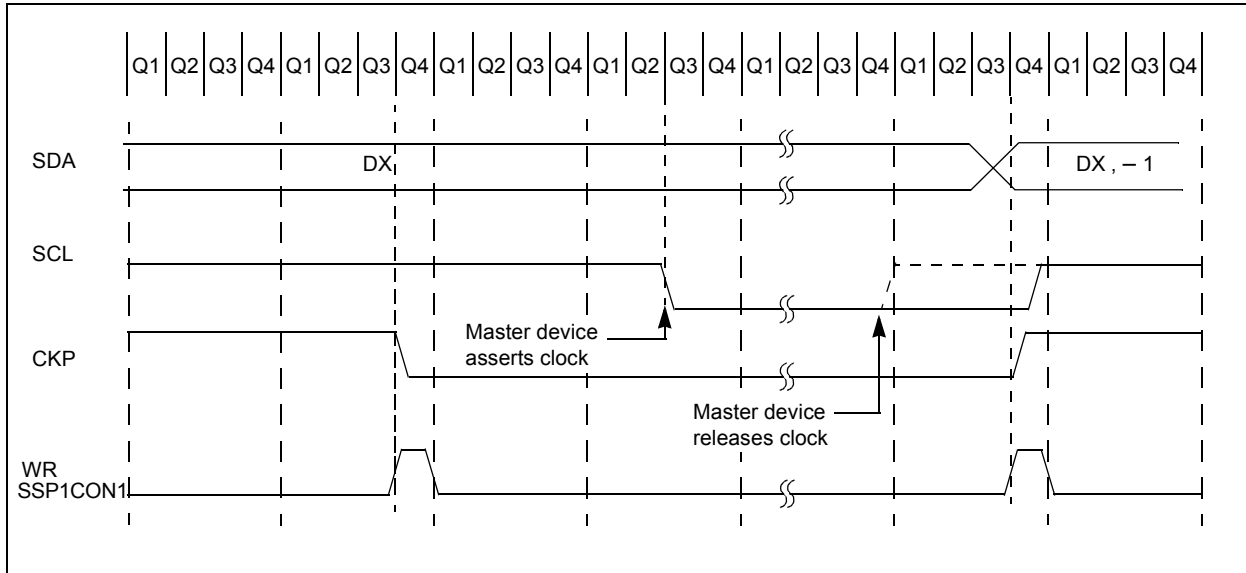 Q1 Q2 Q3 Q4 Q1 Q2 Q3 Q4 Q1 Q2 Q3 Q4 Q1 Q2 Q3 Q4 Q1 Q2 Q3 Q4 Q1 Q2 Q3 Q4 Q1 Q2 Q3 Q4
SDA
DX
DX , – 1
SCL
Master device
asserts clock
CKP
Master device
releases clock
WR
SSP1CON1